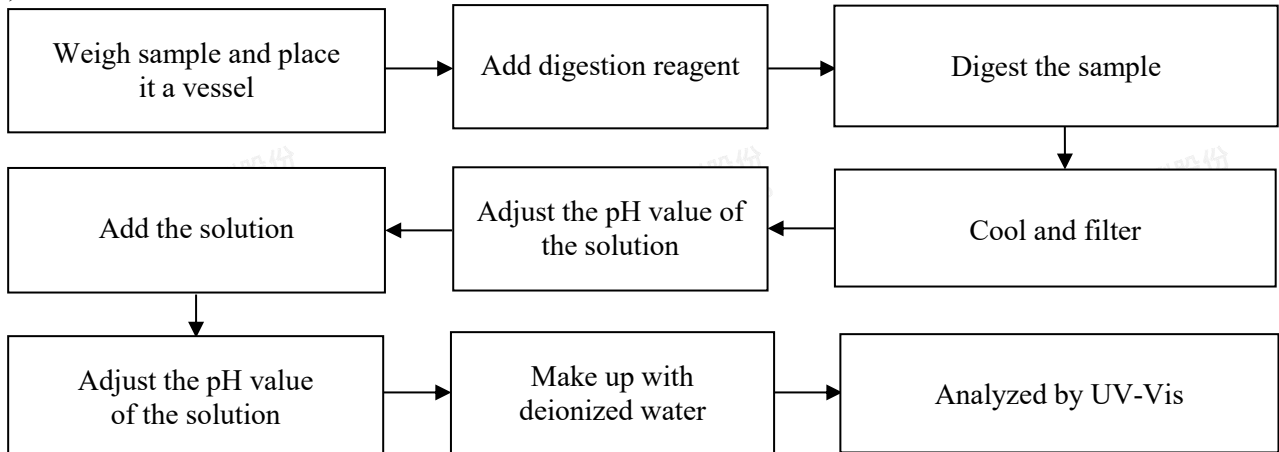 Weigh sample and place
it a vessel
Add digestion reagent
Digest the sample
Cool and filter
Adjust the pH value of
the solution
Add the solution
Adjust the pH value
of the solution
Make up with
deionized water
Analyzed by UV-Vis